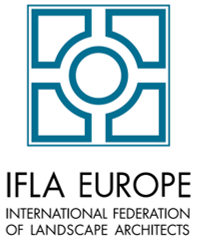 IFLA EUROPE
INTERNATIONAL FEDERATION
OF LANDSCAPE ARCHITECTS